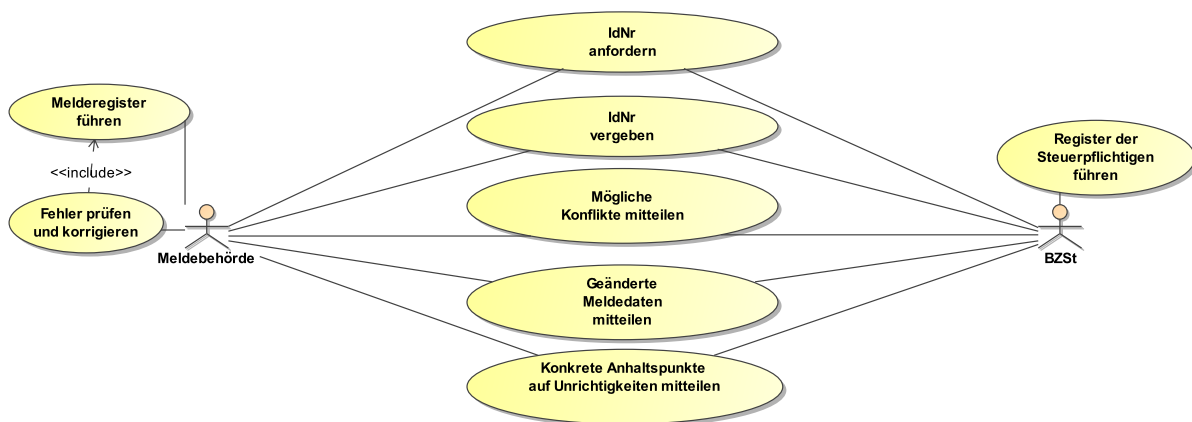 IdNr
anfordern
Melderegister
führen
IdNr
vergeben
Register der
Steuerpflichtigen
führen
<<include>>
Mögliche
Konflikte mitteilen
Fehler prüfen
und korrigieren
Meldebehörde
BZSt
Geänderte
Meldedaten
mitteilen
Konkrete Anhaltspunkte
auf Unrichtigkeiten mitteilen